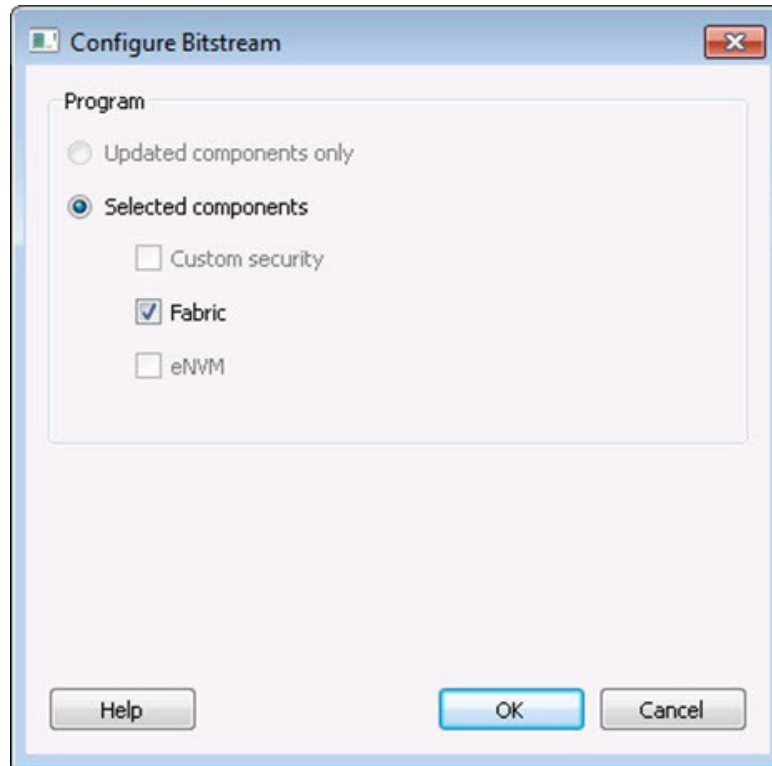 Configure Bitstream
Program
Updated components only
Selected components
Custom security
Fabric
eNVM
Help OK Cancel